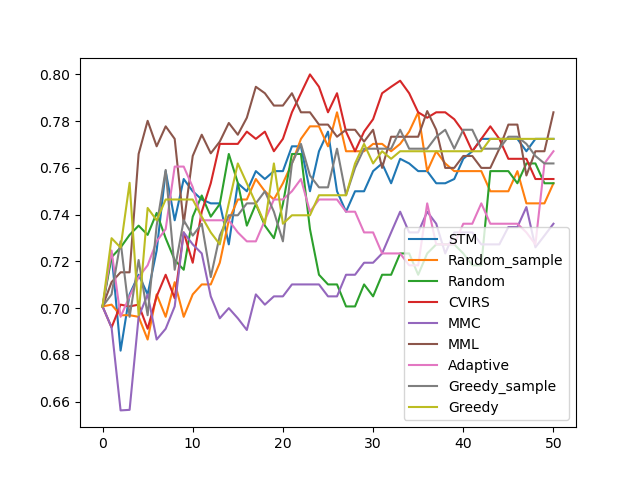 0.80
0.78
0.76
0.74
0.72
0.70
0.68
0.66
0
10
20
30
40
50
STM
Random_sample
Random
CVIRS
MMC
MML
Adaptive
Greedy_sample
Greedy